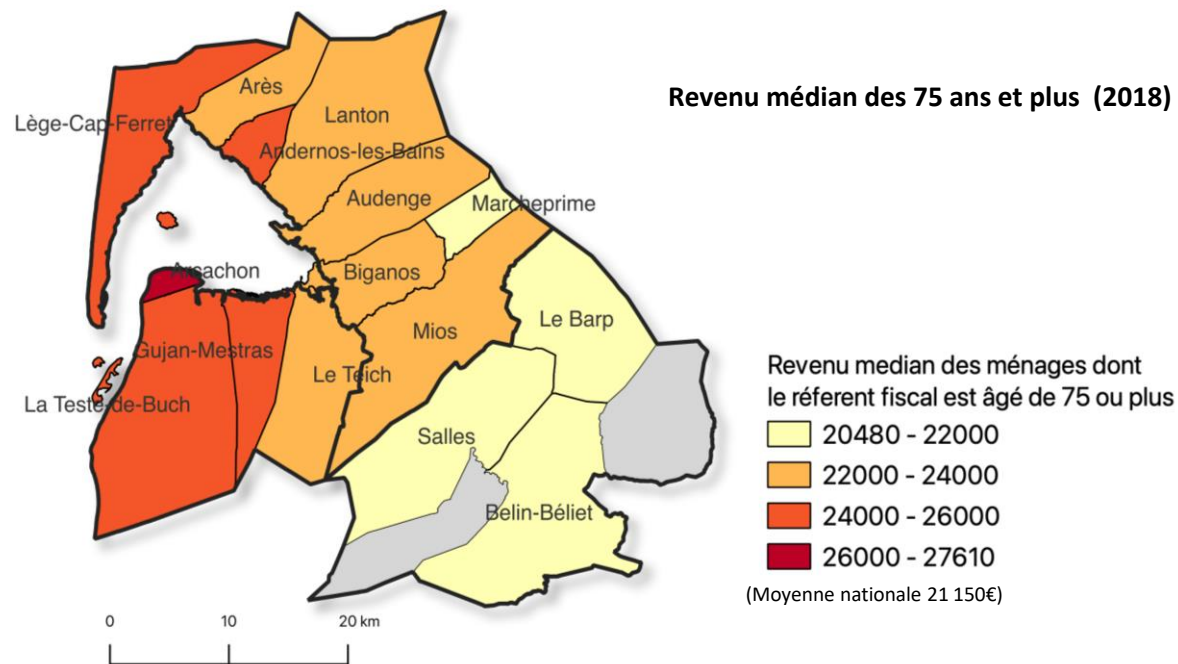 Revenu médian des 75 ans et plus (2018)
Arès
Lège-Cap-Ferret
Lanton
Andernos-les-Bains
Audenge
Marcheprime
Arcachon
Biganos
Le Barp
Mios
Gujan-Mestras
Le Teich
La Teste-de-Buch
Salles
Belin-Béliet
Revenu median des ménages dont
le réferent fiscal est âgé de 75 ou plus
20480 - 22000
22000 - 24000
24000 - 26000
26000 - 27610
(Moyenne nationale 21 150€)
0 10 20 km